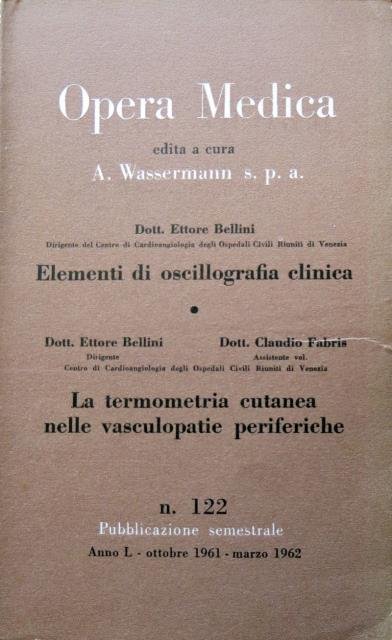 Opera Medica
edita a cura
A. Wassermann s. p. a.
Dott. Ettore Bellini
Dirigente del Centro di Cardioangiologia degli Ospedali Civili Riuniti di Venezia
Elementi di oscillografia clinica
•
Dott. Ettore Bellini Dott. Claudio Fabris
Dirigente Assistente vol.
Centro di Cardioangiologia degli Ospedali Civili Riuniti di Venezia
La termometria cutanea
nelle vasculopatie periferiche
n. 122
Pubblicazione semestrale
Anno L - ottobre 1961 - marzo 1962